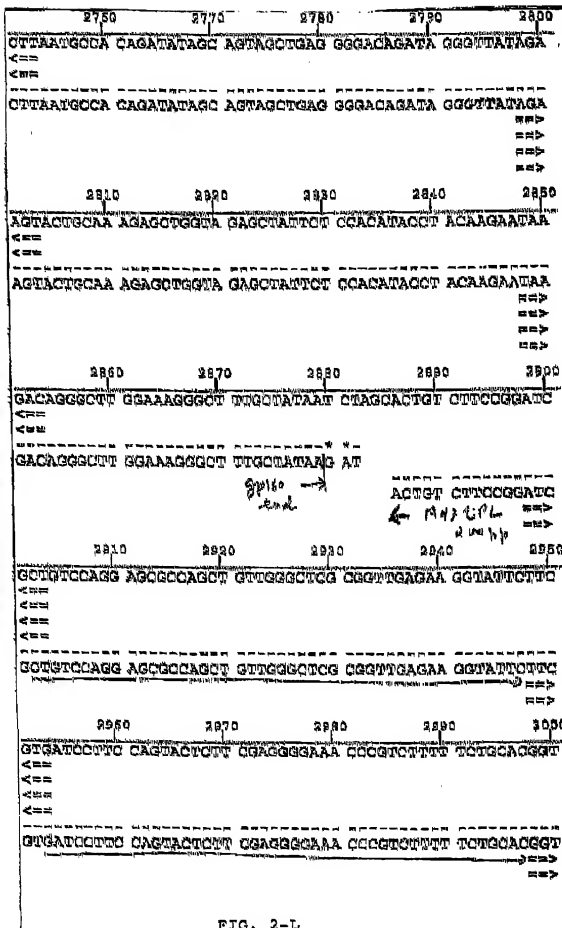 2750 2760 2770 2780 2790 2800
CTTAATGCCA CAGATATAGC AGTAGCTGAG GGGACAGATA GGGTTATAGA
<==
<==
CTTAATGCCA CAGATATAGC AGTAGCTGAG GGGACAGATA GGGTTATAGA
==>
==>
==>
==>
2810 2820 2830 2840 2850
AGTACTGCAA AGAGCTGGTA GAGCTATTCT CCACATACCT ACAAGAATAA
<==
<==
AGTACTGCAA AGAGCTGGTA GAGCTATTCT CCACATACCT ACAAGAATAA
==>
==>
==>
==>
2860 2870 2880 2890 2900
GACAGGGCTT GGAAAGGGCT TTGCTATAAT CTAGCACTGT CTTCCGGATC
<==
<==
* *
GACAGGGCTT GGAAAGGGCT TTGCTATAAG AT
gp160 →
end
ACTGT CTTCCGGATC
==>
==>
2910 2920 2930 2940 2950
GCTGTCCAGG AGCGCCAGCT GTTGGGCTCG CGGTTGAGAA GGTATTCTTC
<==
<==
<==
<==
GCTGTCCAGG AGCGCCAGCT GTTGGGCTCG CGGTTGAGAA GGTATTCTTC
==>
==>
2960 2970 2980 2990 3000
GTGATCCTTC CAGTACTCTT CGAGGGGAAA CCCGTCTTTT TCTGCACGGT
<==
<==
<==
<==
GTGATCCTTC CAGTACTCTT CGAGGGGAAA CCCGTCTTTT TCTGCACGGT
==>
==>
FIG. 2-L